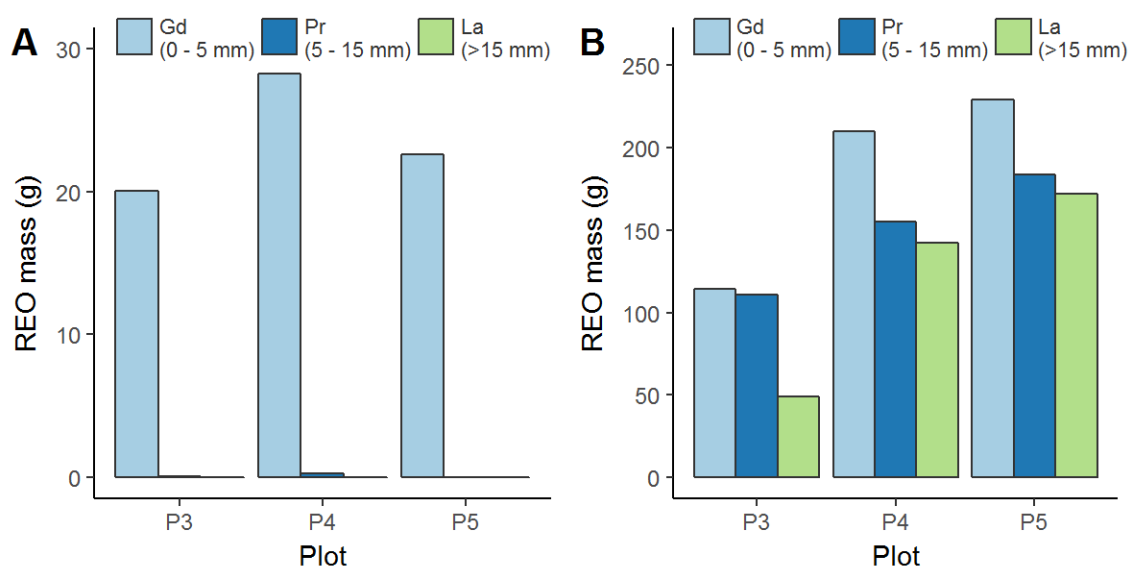 A
Gd
(0 - 5 mm)
Pr
(5 - 15 mm)
La
(>15 mm)
REO mass (g)
30
20
10
0
P3
P4
P5
Plot
B
Gd
(0 - 5 mm)
Pr
(5 - 15 mm)
La
(>15 mm)
REO mass (g)
250
200
150
100
50
0
P3
P4
P5
Plot